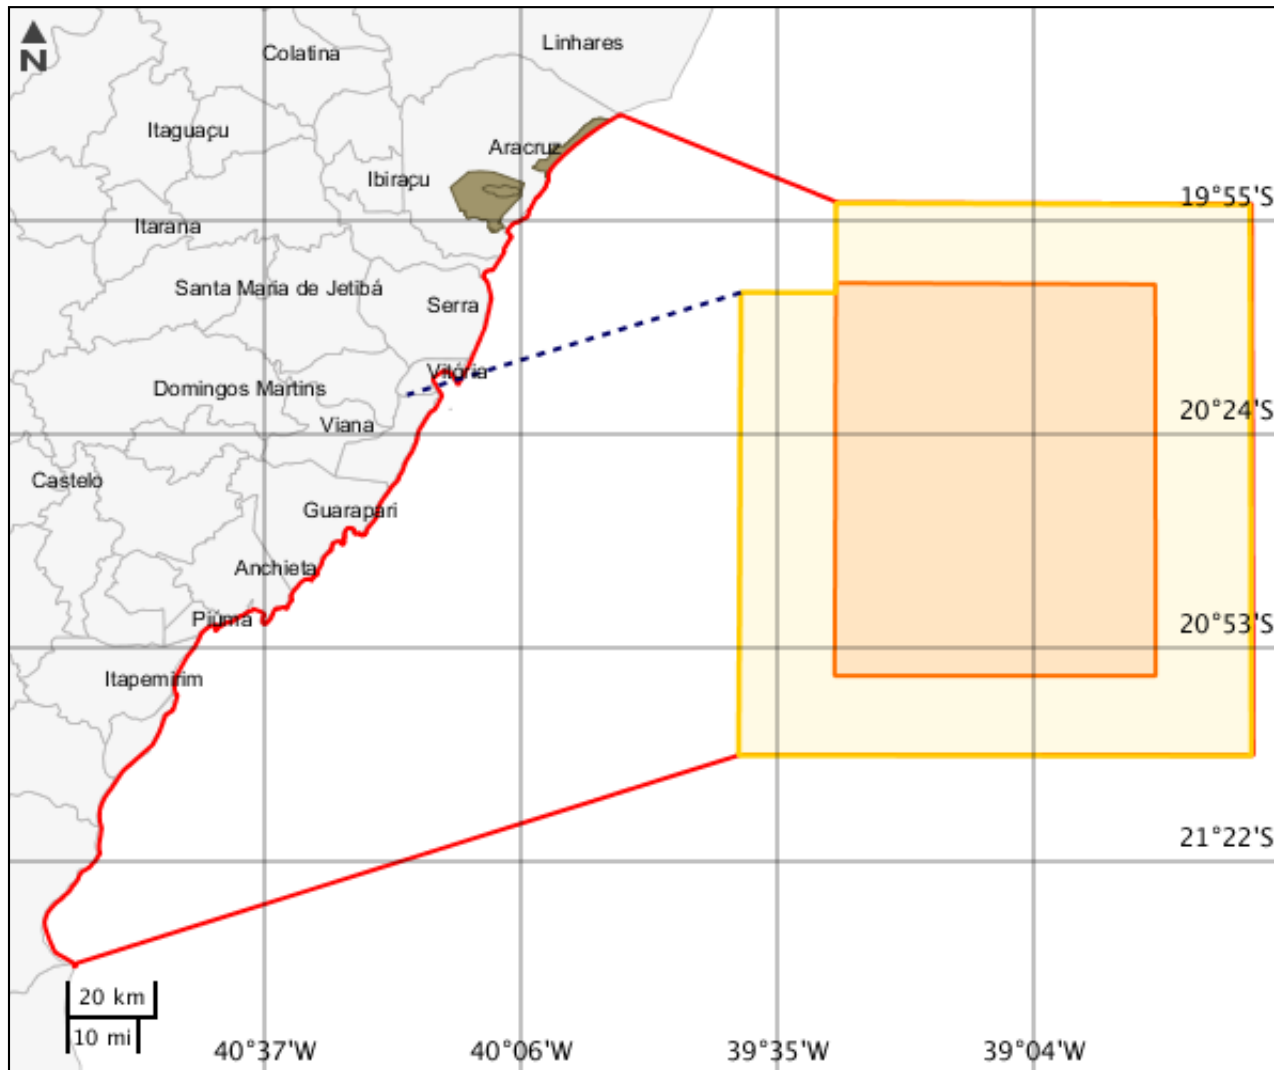 N
Linhares
Colatina
Itaguaçu
Aracruz
Ibiraçu
19°55'S
Itarana
Santa Maria de Jetibá
Serra
Vitória
Domingos Martins
20°24'S
Viana
Castelo
Guarapari
Anchieta
Piúma
20°53'S
Itapemirim
21°22'S
20 km
10 mi
40°37'W
40°06'W
39°35'W
39°04'W